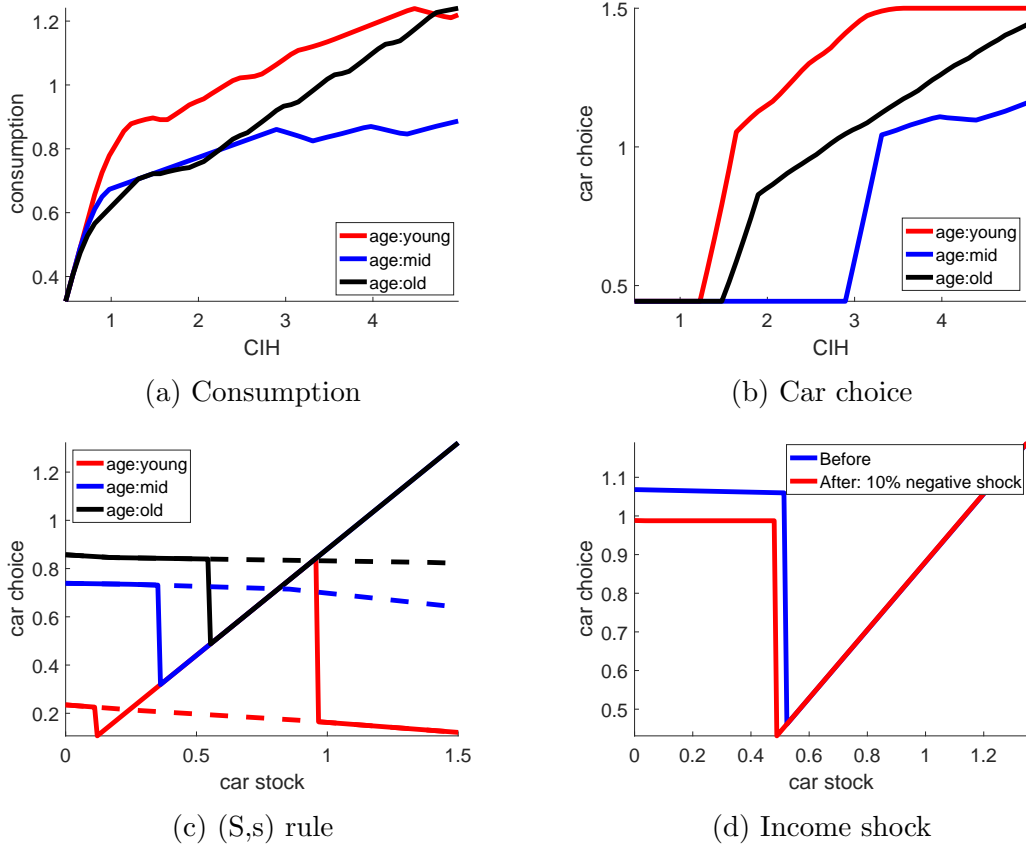 1.2
1
0.8
0.6
0.4
consumption
age:young
age:mid
age:old
1
2
3
4
CIH
(a) Consumption
1.5
1
0.5
car choice
age:young
age:mid
age:old
1
2
3
4
CIH
(b) Car choice
1.2
1
0.8
0.6
0.4
0.2
car choice
age:young
age:mid
age:old
0
0.5
1
1.5
car stock
(c) (S,s) rule
1.1
1
0.9
0.8
0.7
0.6
0.5
car choice
Before
After: 10% negative shock
0
0.2
0.4
0.6
0.8
1
1.2
car stock
(d) Income shock